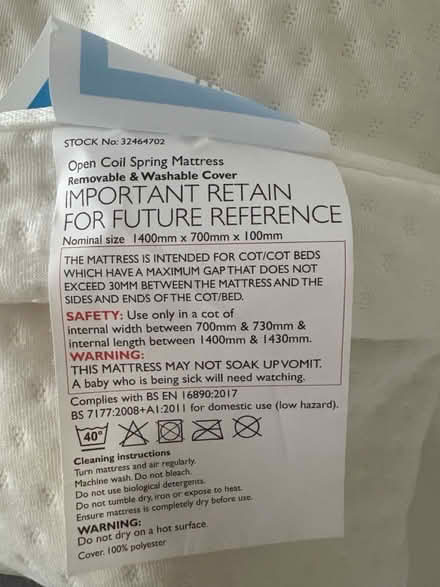 STOCK No: 32464702
Open Coil Spring Mattress
Removable & Washable Cover
IMPORTANT RETAIN
FOR FUTURE REFERENCE
Nominal size 1400mm x 700mm x 100mm
THE MATTRESS IS INTENDED FOR COT/COT BEDS
WHICH HAVE A MAXIMUM GAP THAT DOES NOT
EXCEED 30MM BETWEEN THE MATTRESS AND THE
SIDES AND ENDS OF THE COT/BED.
SAFETY: Use only in a cot of
internal width between 700mm & 730mm &
internal length between 1400mm & 1430mm.
WARNING:
THIS MATTRESS MAY NOT SOAK UP VOMIT.
A baby who is being sick will need watching.
Complies with BS EN 16890:2017
BS 7177:2008+A1:2011 for domestic use (low hazard).
40°
Cleaning instructions
Turn mattress and air regularly.
Machine wash. Do not bleach.
Do not use biological detergents.
Do not tumble dry, iron or expose to heat.
Ensure mattress is completely dry before use.
WARNING:
Do not dry on a hot surface.
Cover: 100% polyester